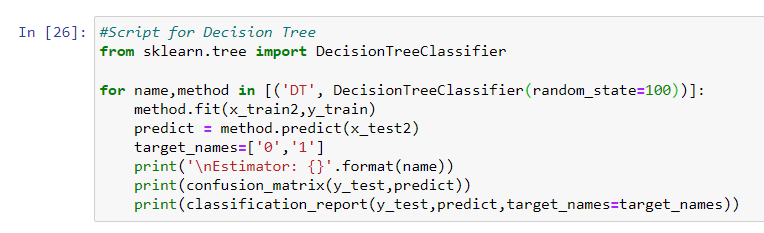 In [26]: #Script for Decision Tree
from sklearn.tree import DecisionTreeClassifier
for name,method in [('DT', DecisionTreeClassifier(random_state=100))]:
    method.fit(x_train2,y_train)
    predict = method.predict(x_test2)
    target_names=['0','1']
    print('\nEstimator: {}'.format(name))
    print(confusion_matrix(y_test,predict))
    print(classification_report(y_test,predict,target_names=target_names))